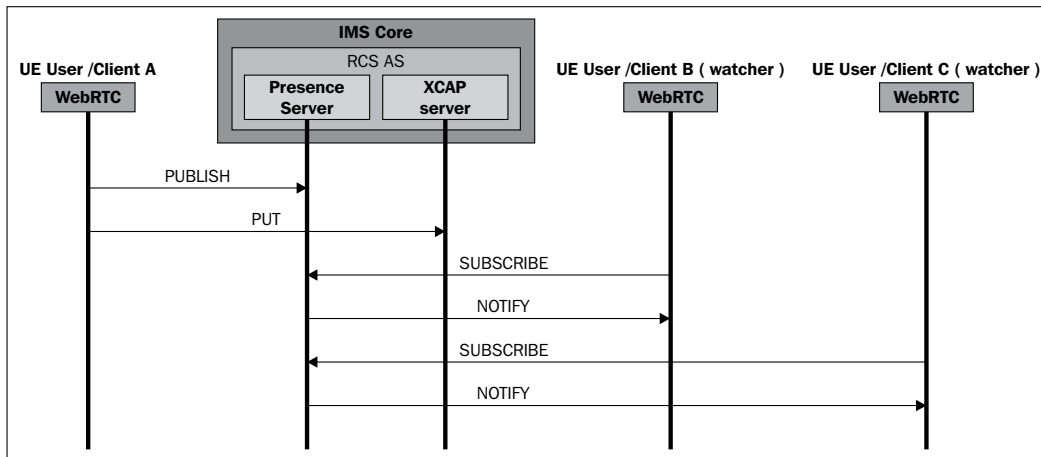 IMS Core
RCS AS
UE User /Client A
UE User /Client B ( watcher )
UE User /Client C ( watcher )
WebRTC
Presence
Server
XCAP
server
WebRTC
WebRTC
PUBLISH
PUT
SUBSCRIBE
NOTIFY
SUBSCRIBE
NOTIFY